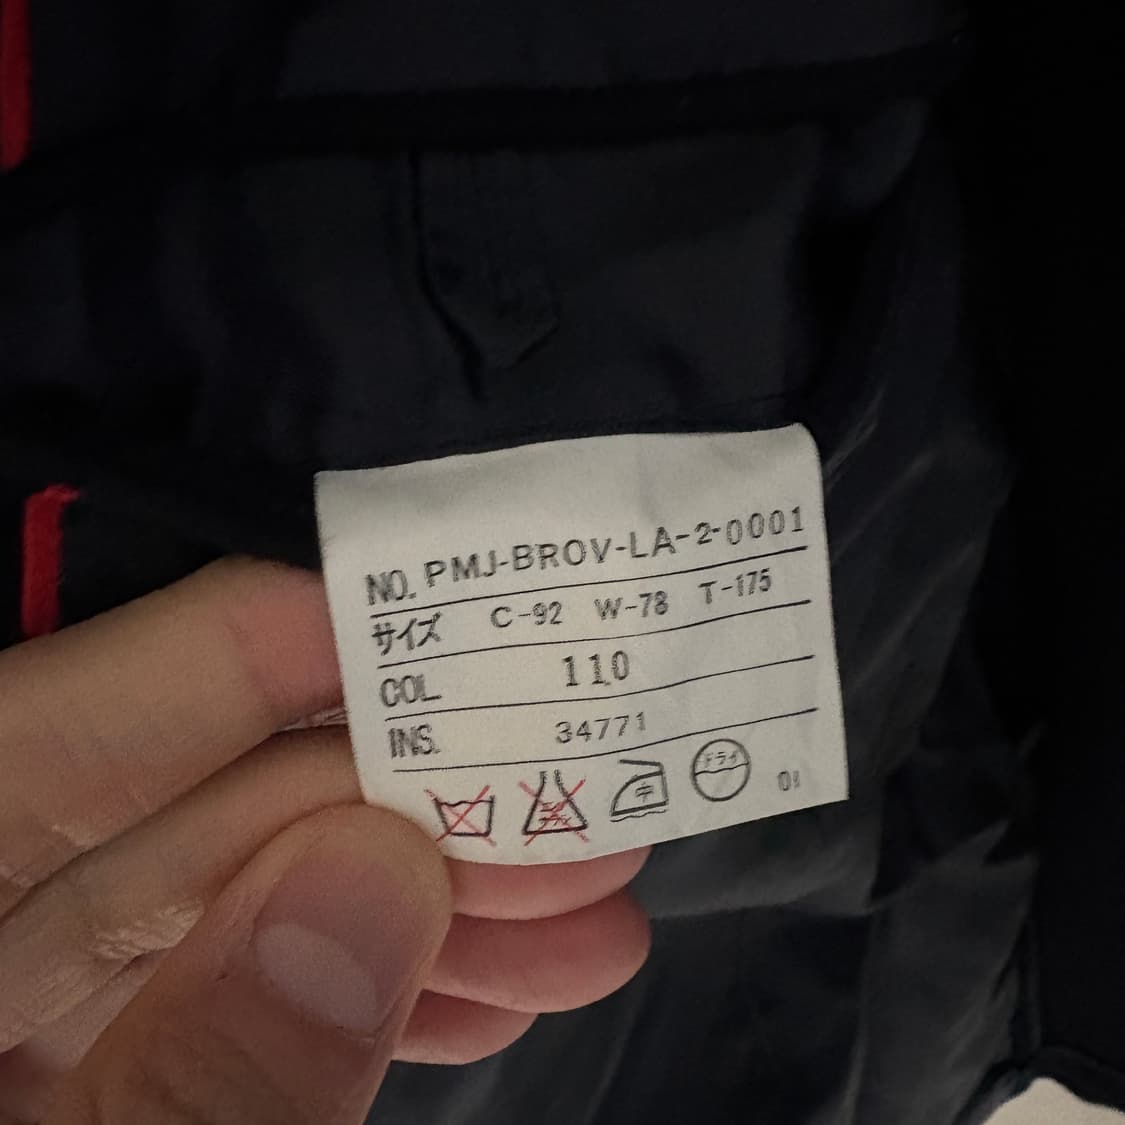 NO. PMJ-BROV-LA-2-0001
サイズ C-92 W-78 T-175
COL 110
INS. 34771
中 ドライ